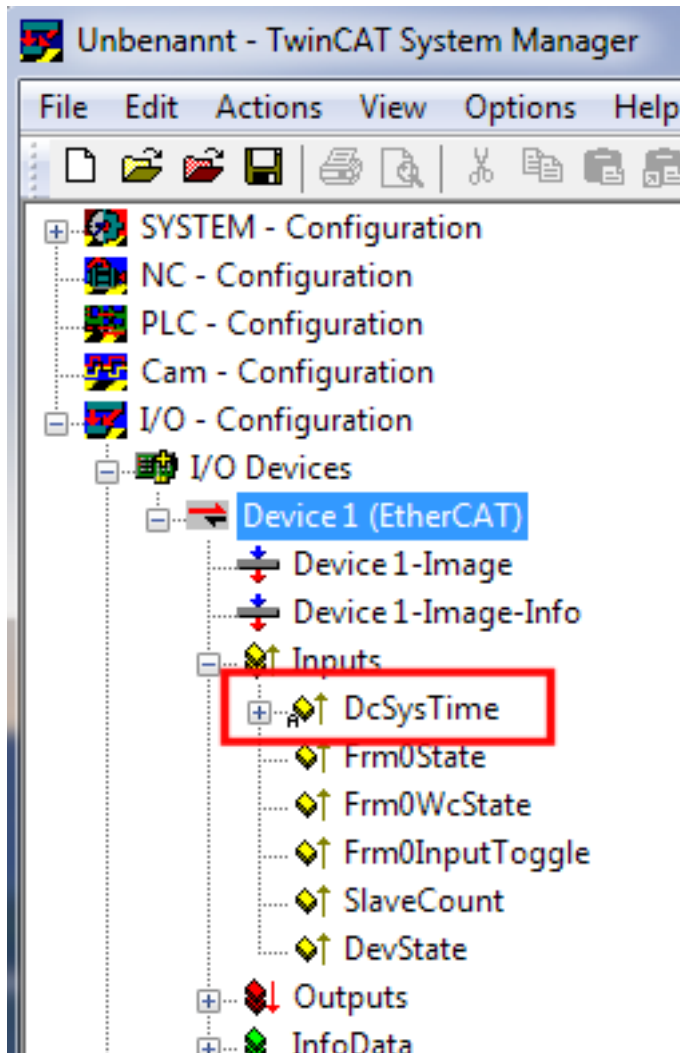 Unbenannt - TwinCAT System Manager
File Edit Actions View Options Help
SYSTEM - Configuration
NC - Configuration
PLC - Configuration
Cam - Configuration
I/O - Configuration
I/O Devices
Device 1 (EtherCAT)
Device 1-Image
Device 1-Image-Info
Inputs
DcSysTime
Frm0State
Frm0WcState
Frm0InputToggle
SlaveCount
DevState
Outputs
InfoData